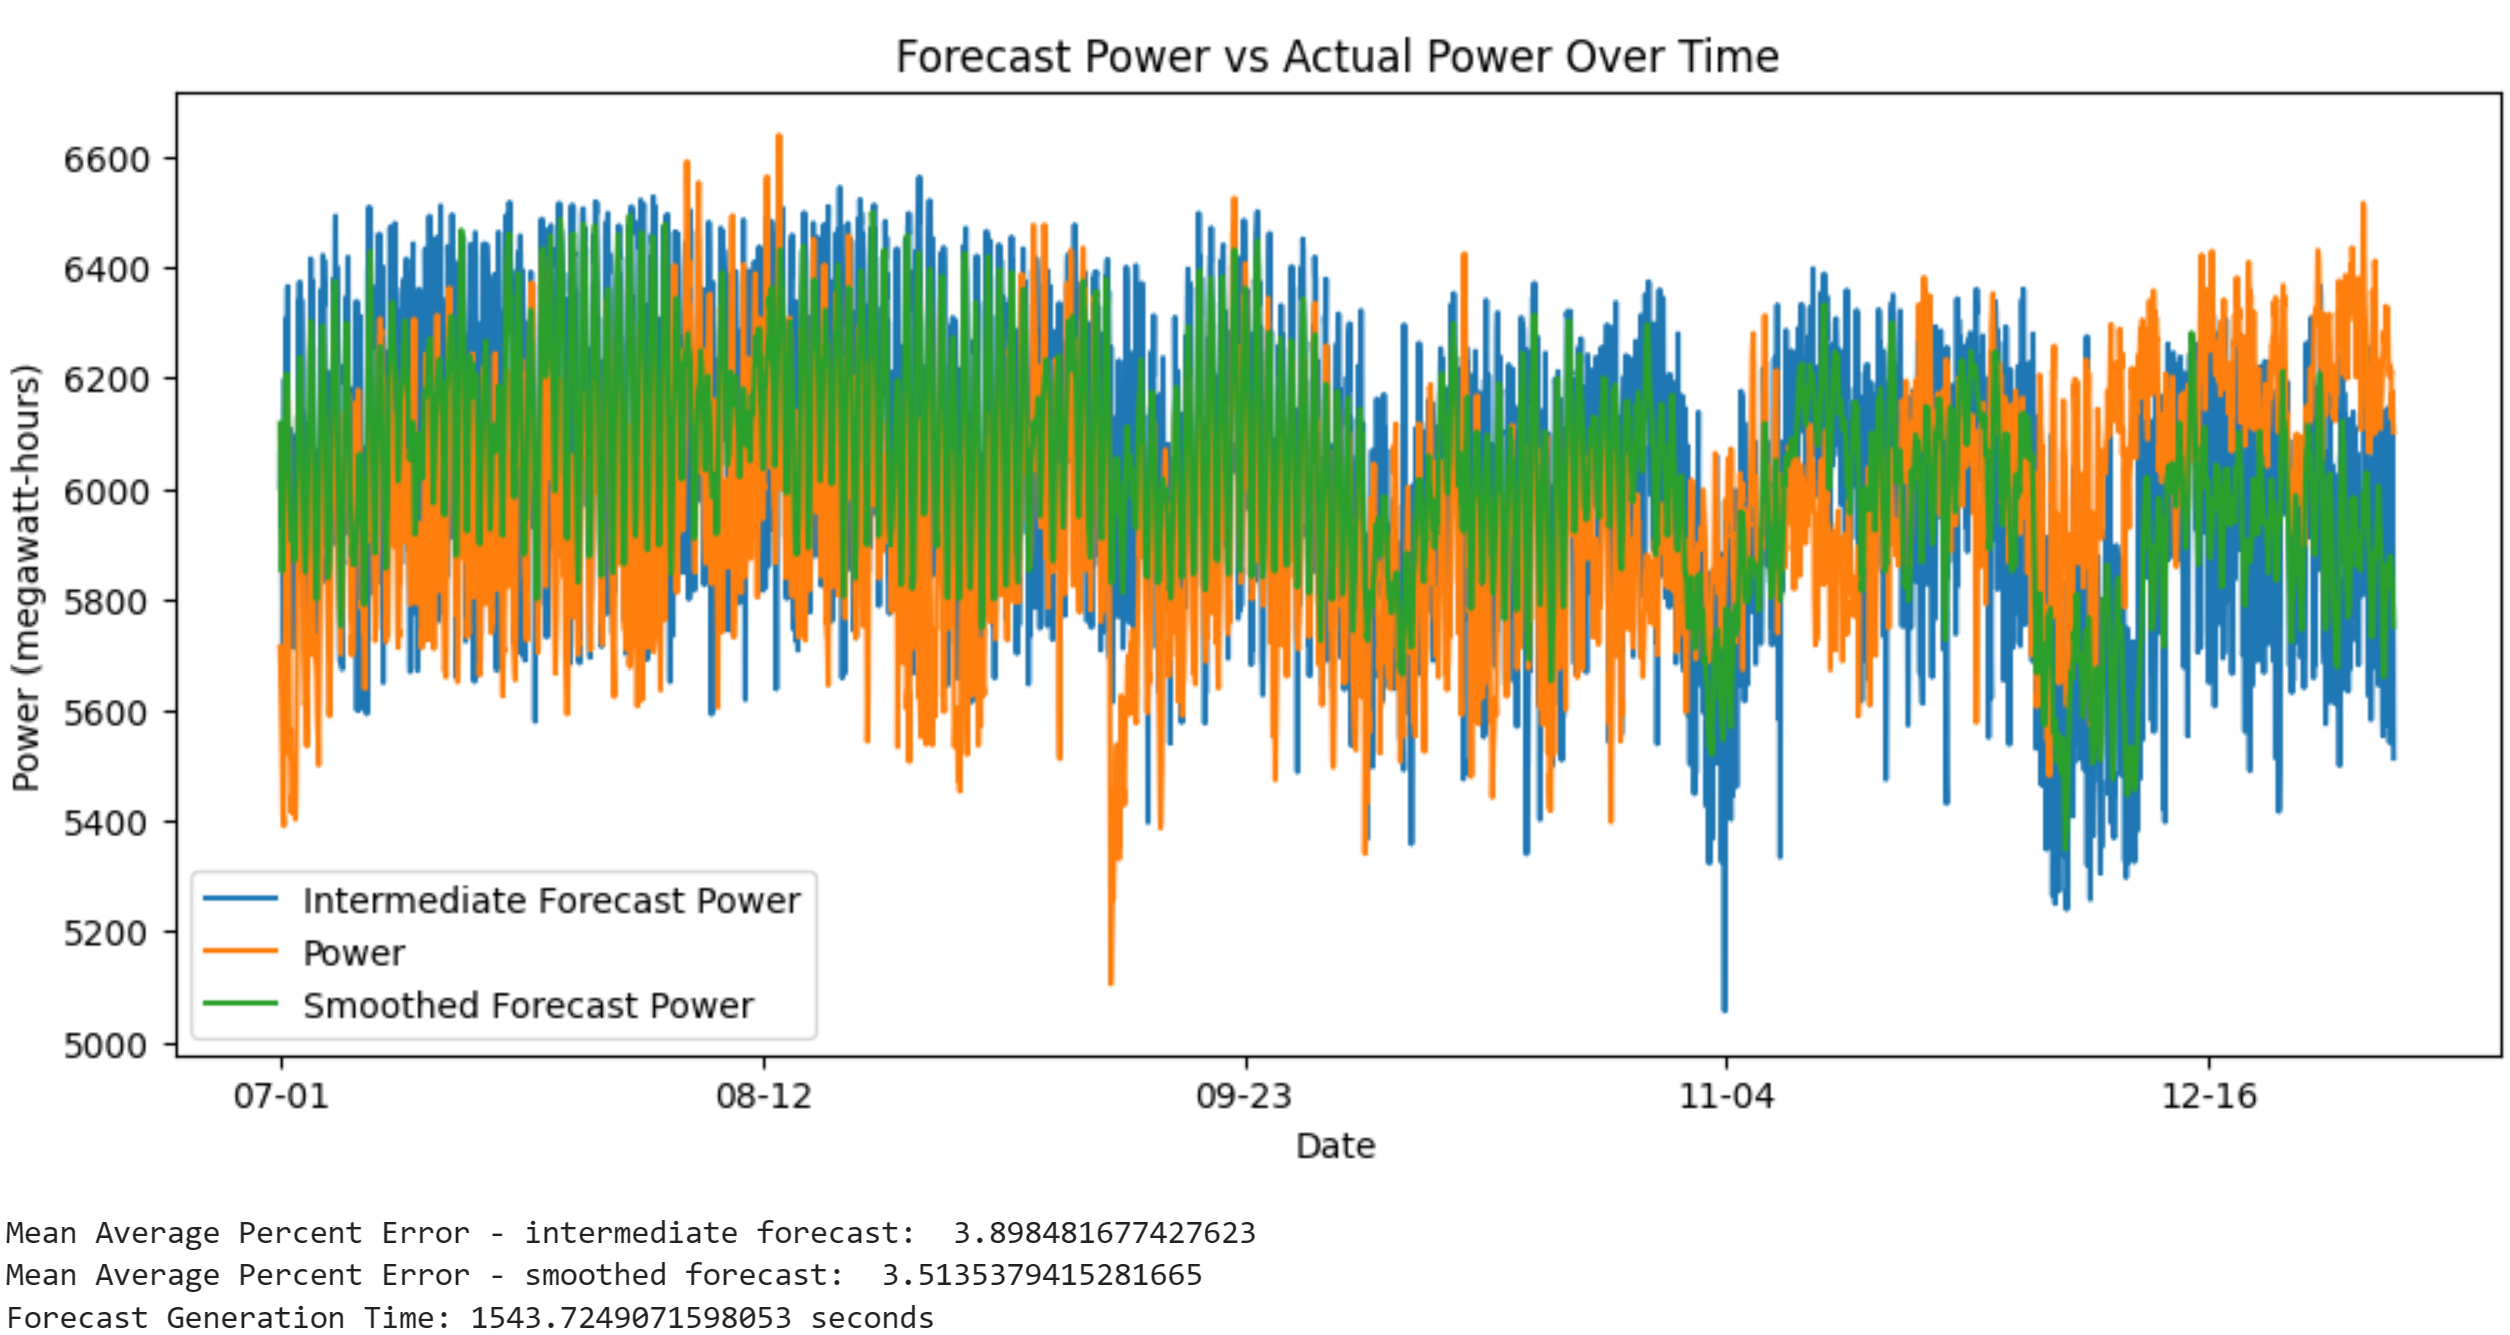 Forecast Power vs Actual Power Over Time
Power (megawatt-hours)
6600
6400
6200
6000
5800
5600
5400
5200
5000
Intermediate Forecast Power
Power
Smoothed Forecast Power
07-01 08-12 09-23 11-04 12-16
Date
Mean Average Percent Error - intermediate forecast:  3.898481677427623
Mean Average Percent Error - smoothed forecast:  3.5135379415281665
Forecast Generation Time: 1543.7249071598053 seconds